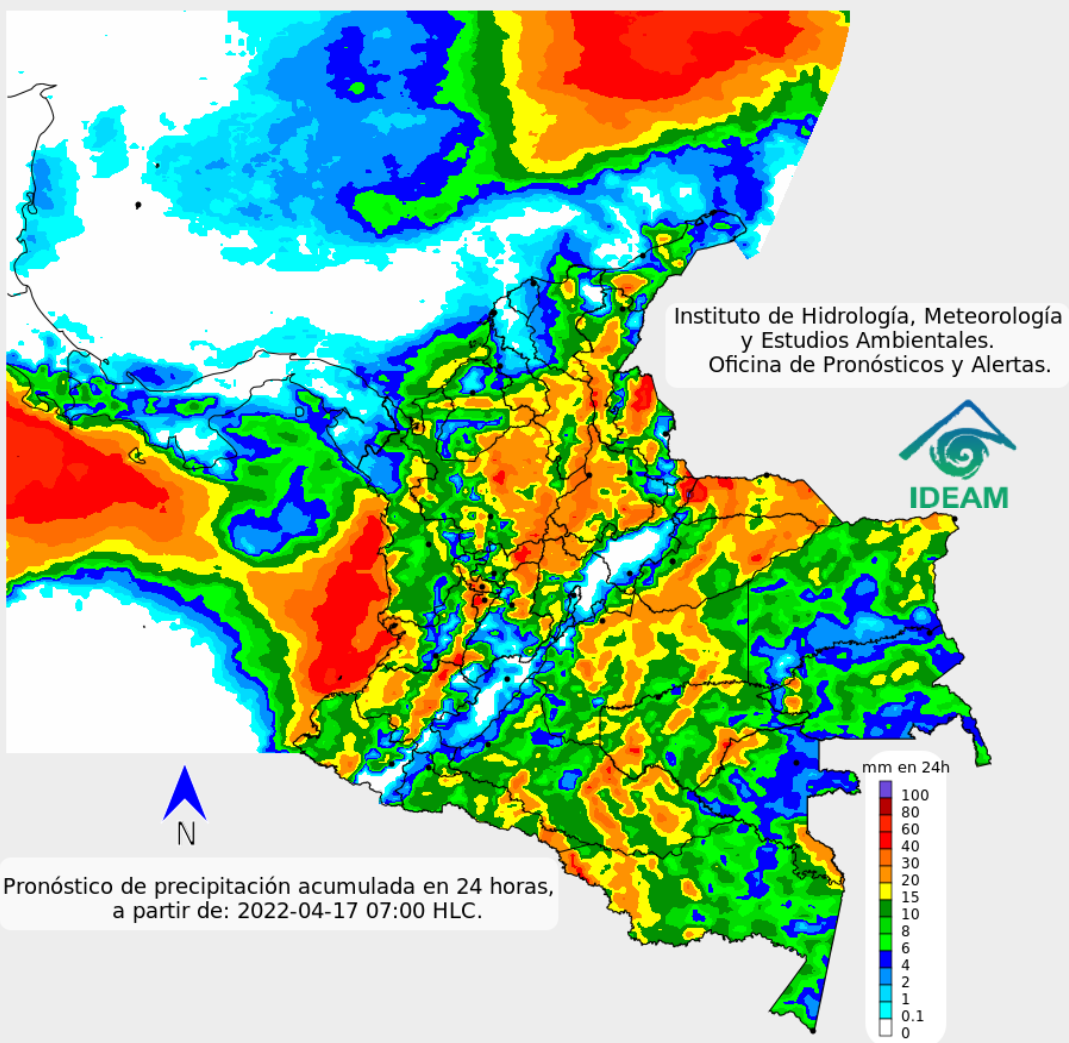 Instituto de Hidrología, Meteorología
y Estudios Ambientales.
Oficina de Pronósticos y Alertas.
IDEAM
mm en 24h
100
80
60
40
30
20
15
10
8
6
4
2
1
0.1
0
N
Pronóstico de precipitación acumulada en 24 horas,
a partir de: 2022-04-17 07:00 HLC.